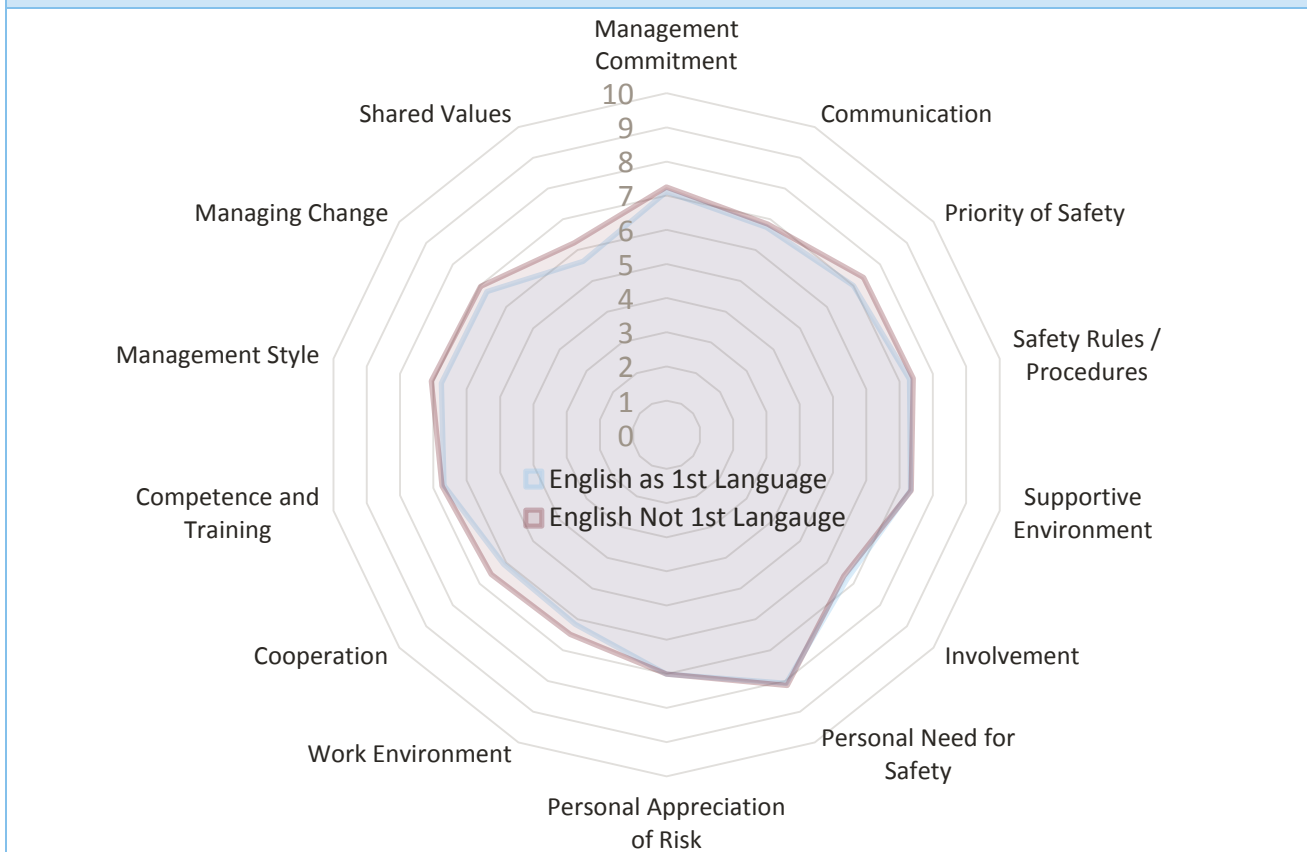 Management
Commitment
10
9
8
7
6
5
4
3
2
1
0
Communication
Priority of Safety
Safety Rules /
Procedures
Supportive
Environment
Involvement
Personal Need for
Safety
Personal Appreciation
of Risk
Work Environment
Cooperation
Competence and
Training
Management Style
Managing Change
Shared Values
English as 1st Language
English Not 1st Langauge